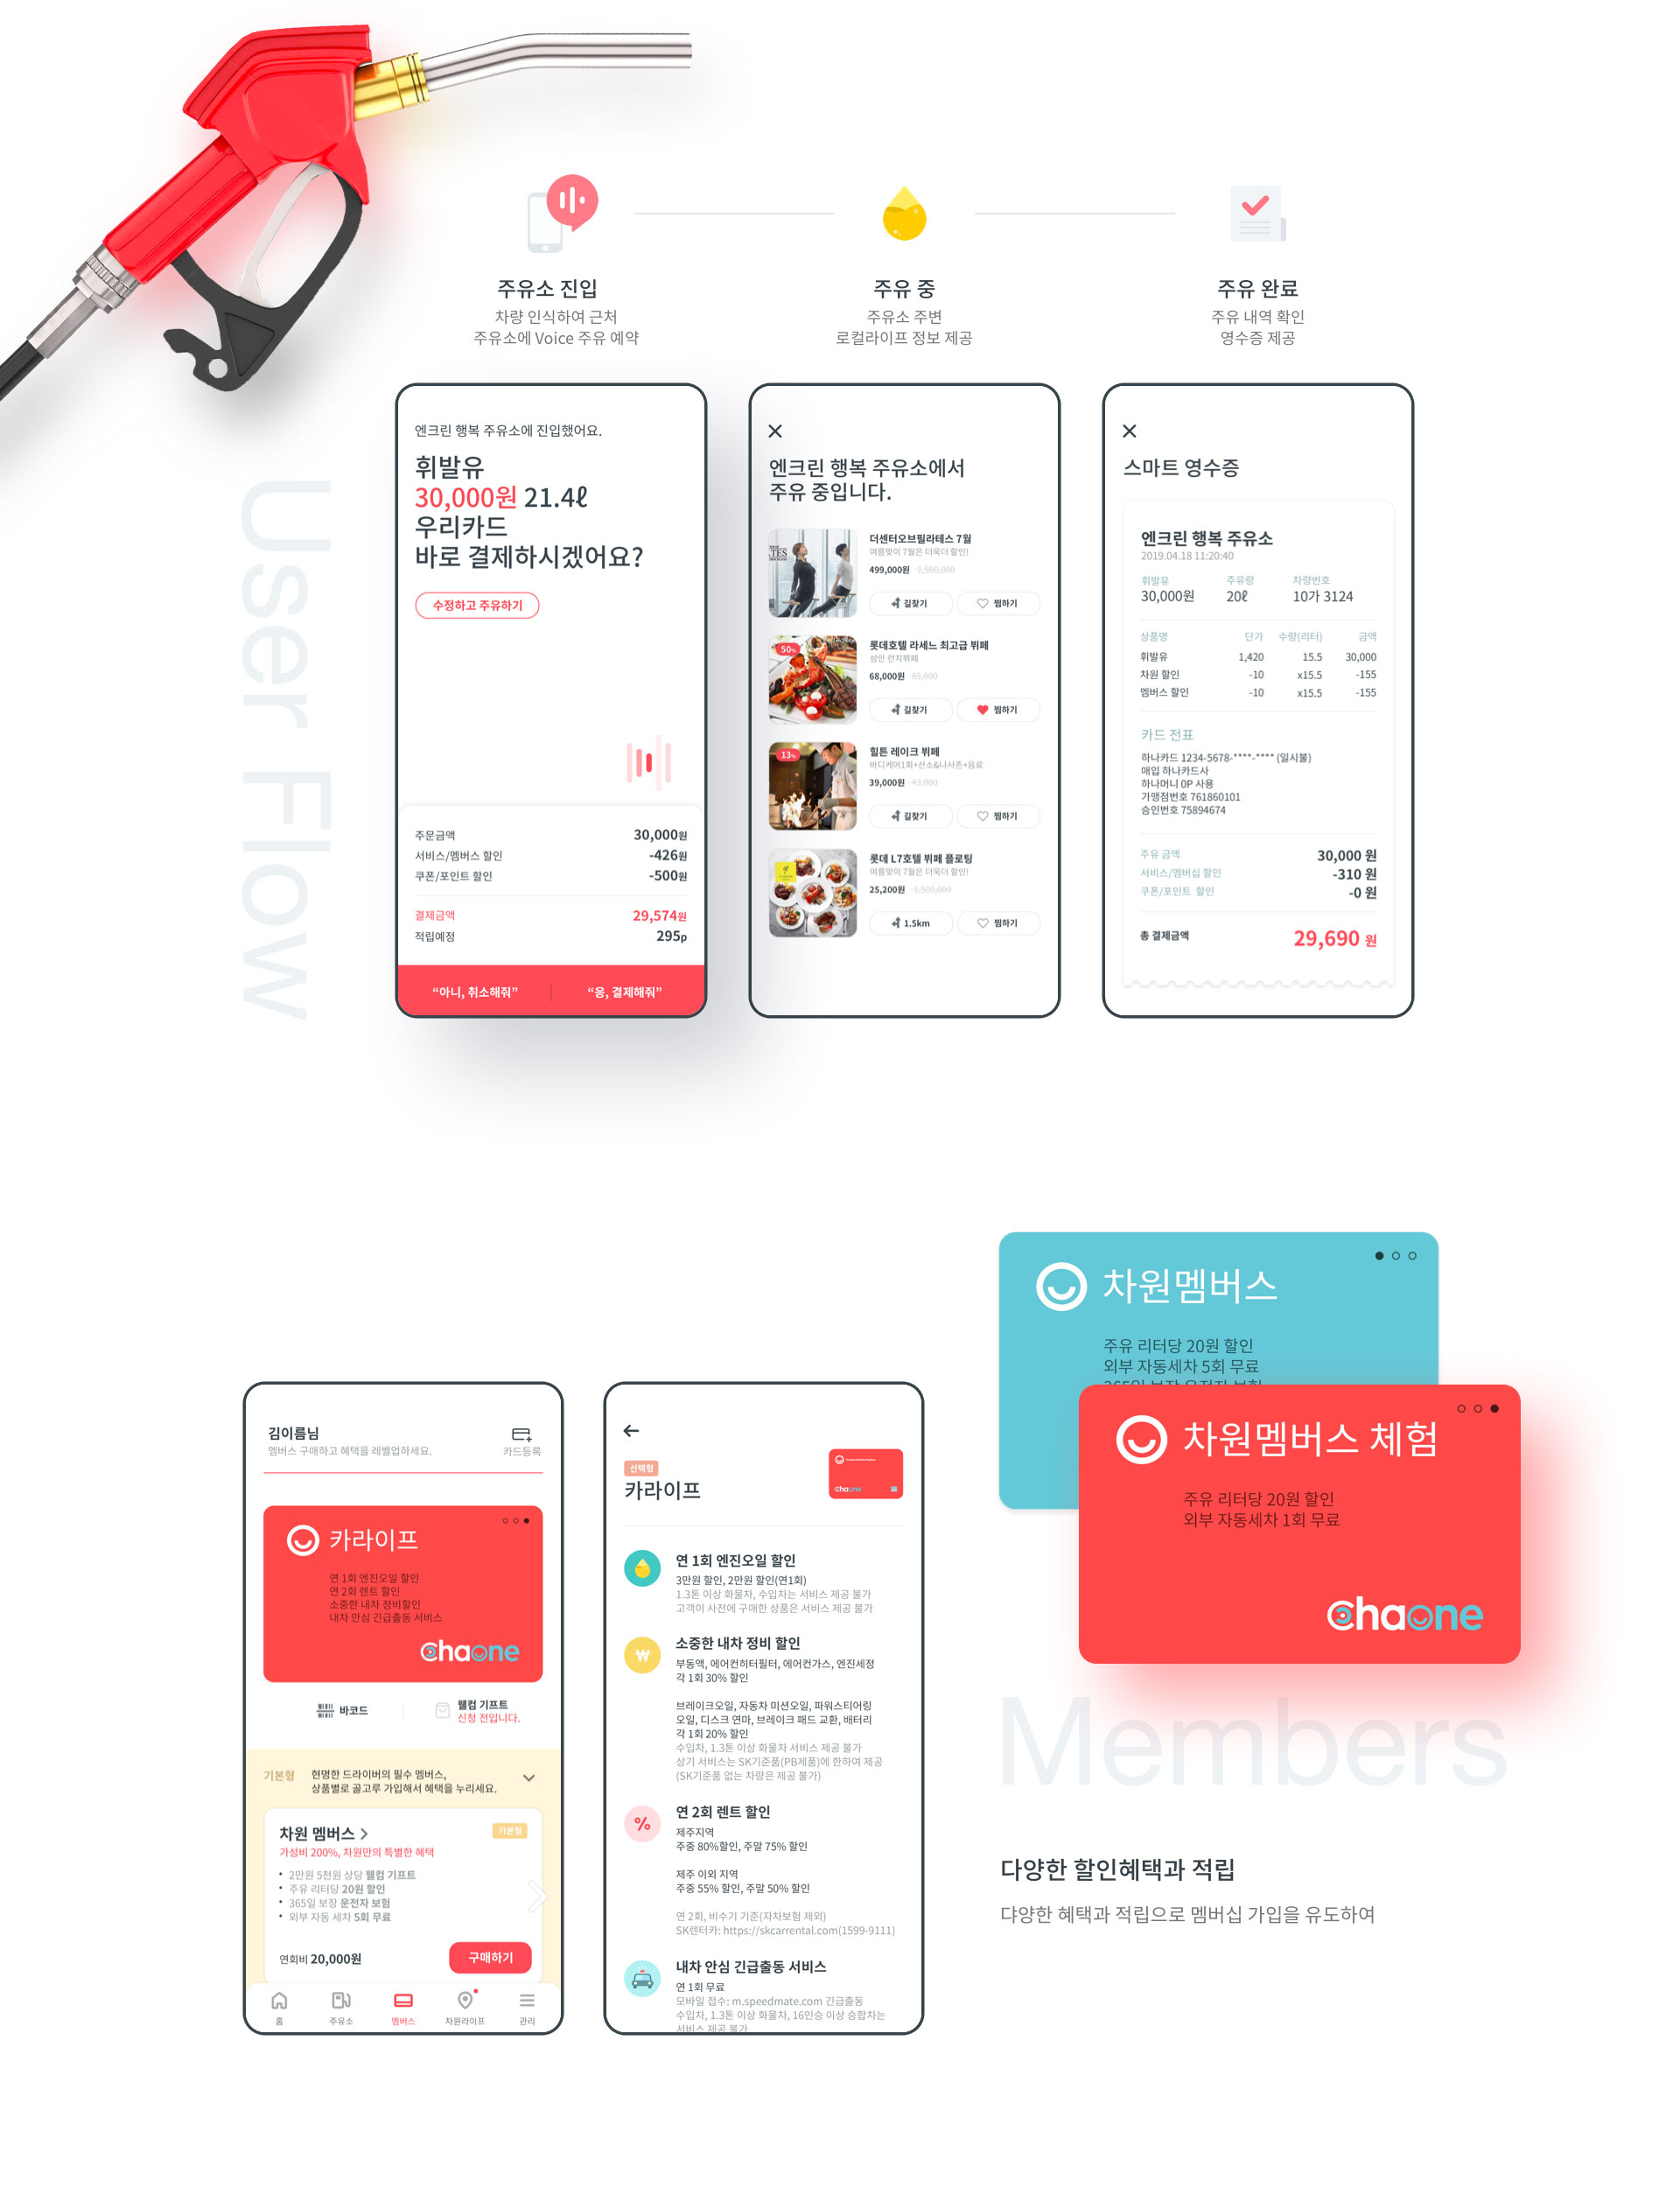 주유소 진입
차량 인식하여 근처
주유소에 Voice 주유 예약
주유 중
주유소 주변
로컬라이프 정보 제공
주유 완료
주유 내역 확인
영수증 제공
User Flow
엔크린 행복 주유소에 진입했어요.
휘발유
30,000원 21.4ℓ
우리카드
바로 결제하시겠어요?
수정하고 주유하기
주문금액 30,000원
서비스/멤버스 할인 -426원
쿠폰/포인트 할인 -500원
결제금액 29,574원
적립예정 295p
“아니, 취소해줘” “응, 결제해줘”
엔크린 행복 주유소에서
주유 중입니다.
더센터오브필라테스 7월
여름맞이 7월은 더욱더 할인!
499,000원 1,500,000
길찾기 찜하기
50%
롯데호텔 라세느 최고급 뷔페
성인 런치뷔페
68,000원 85,000
길찾기 찜하기
13%
힐튼 레이크 뷔페
바디케어1회+산소&나사존+음료
39,000원 43,000
길찾기 찜하기
롯데 L7호텔 뷔페 플로팅
여름맞이 7월은 더욱더 할인!
25,200원 1,500,000
1.5km 찜하기
스마트 영수증
엔크린 행복 주유소
2019.04.18 11:20:40
휘발유 주유량 차량번호
30,000원 20ℓ 10가 3124
상품명 단가 수량(리터) 금액
휘발유 1,420 15.5 30,000
차원 할인 -10 x15.5 -155
멤버스 할인 -10 x15.5 -155
카드 전표
하나카드 1234-5678-****-**** (일시불)
매입 하나카드사
하나머니 0P 사용
가맹점번호 761860101
승인번호 75894674
주유 금액 30,000 원
서비스/멤버십 할인 -310 원
쿠폰/포인트 할인 -0 원
총 결제금액 29,690 원
차원멤버스
주유 리터당 20원 할인
외부 자동세차 5회 무료
차원멤버스 체험
주유 리터당 20원 할인
외부 자동세차 1회 무료
chaone
Members
다양한 할인혜택과 적립
댜양한 혜택과 적립으로 멤버십 가입을 유도하여
김이름님
멤버스 구매하고 혜택을 레벨업하세요.
카드등록
카라이프
연 1회 엔진오일 할인
연 2회 렌트 할인
소중한 내차 정비할인
내차 안심 긴급출동 서비스
chaone
바코드
웰컴 기프트
신청 전입니다.
기본형
현명한 드라이버의 필수 멤버스,
상품별로 골고루 가입해서 혜택을 누리세요.
차원 멤버스
기본형
가성비 200%, 차원만의 특별한 혜택
• 2만원 5천원 상당 웰컴 기프트
• 주유 리터당 20원 할인
• 365일 보장 운전자 보험
• 외부 자동 세차 5회 무료
연회비 20,000원
구매하기
홈 주유소 멤버스 차원라이프 관리
선택형
카라이프
chaone
연 1회 엔진오일 할인
3만원 할인, 2만원 할인(연1회)
1.3톤 이상 화물차, 수입차는 서비스 제공 불가
고객이 사전에 구매한 상품은 서비스 제공 불가
소중한 내차 정비 할인
부동액, 에어컨히터필터, 에어컨가스, 엔진세정
각 1회 30% 할인
브레이크오일, 자동차 미션오일, 파워스티어링
오일, 디스크 연마, 브레이크 패드 교환, 배터리
각 1회 20% 할인
수입차, 1.3톤 이상 화물차 서비스 제공 불가
상기 서비스는 SK기준품(PB제품)에 한하여 제공
(SK기준품 없는 차량은 제공 불가)
연 2회 렌트 할인
제주지역
주중 80%할인, 주말 75% 할인
제주 이외 지역
주중 55% 할인, 주말 50% 할인
연 2회, 비수기 기준(자차보험 제외)
SK렌터카: https://skcarrental.com(1599-9111)
내차 안심 긴급출동 서비스
연 1회 무료
모바일 접수: m.speedmate.com 긴급출동
수입차, 1.3톤 이상 화물차, 16인승 이상 승합차는
서비스 제공 불가